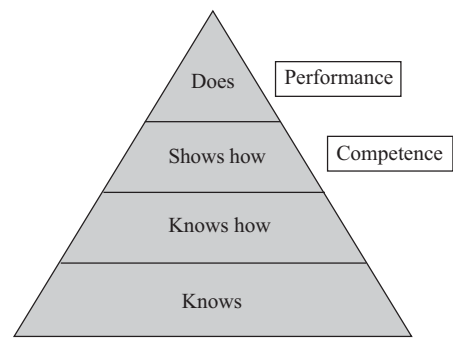 Does
Performance
Shows how
Competence
Knows how
Knows